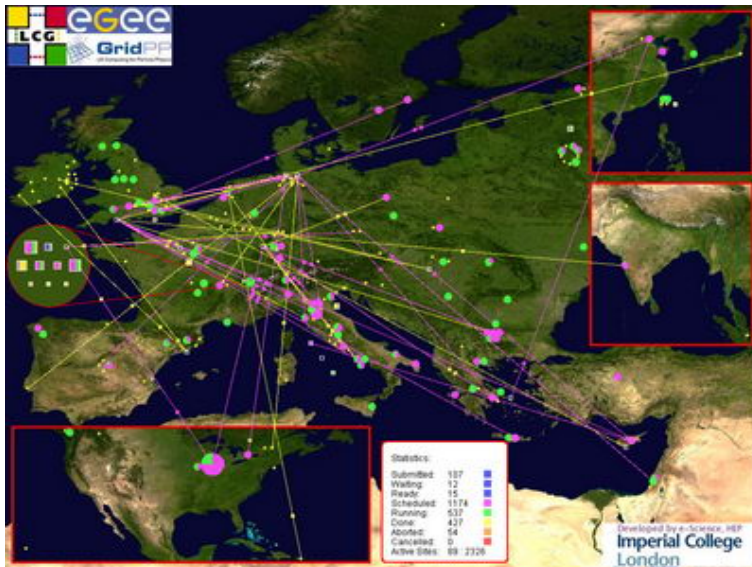 LCG
eGee
GridPP
UK Computing for Particle Physics
Statistics:
Submitted: 107
Waiting: 12
Ready: 15
Scheduled: 1174
Running: 537
Done: 427
Aborted: 54
Cancelled: 0
Active Sites: 89 : 2326
Developed by e-Science, HEP
Imperial College
London